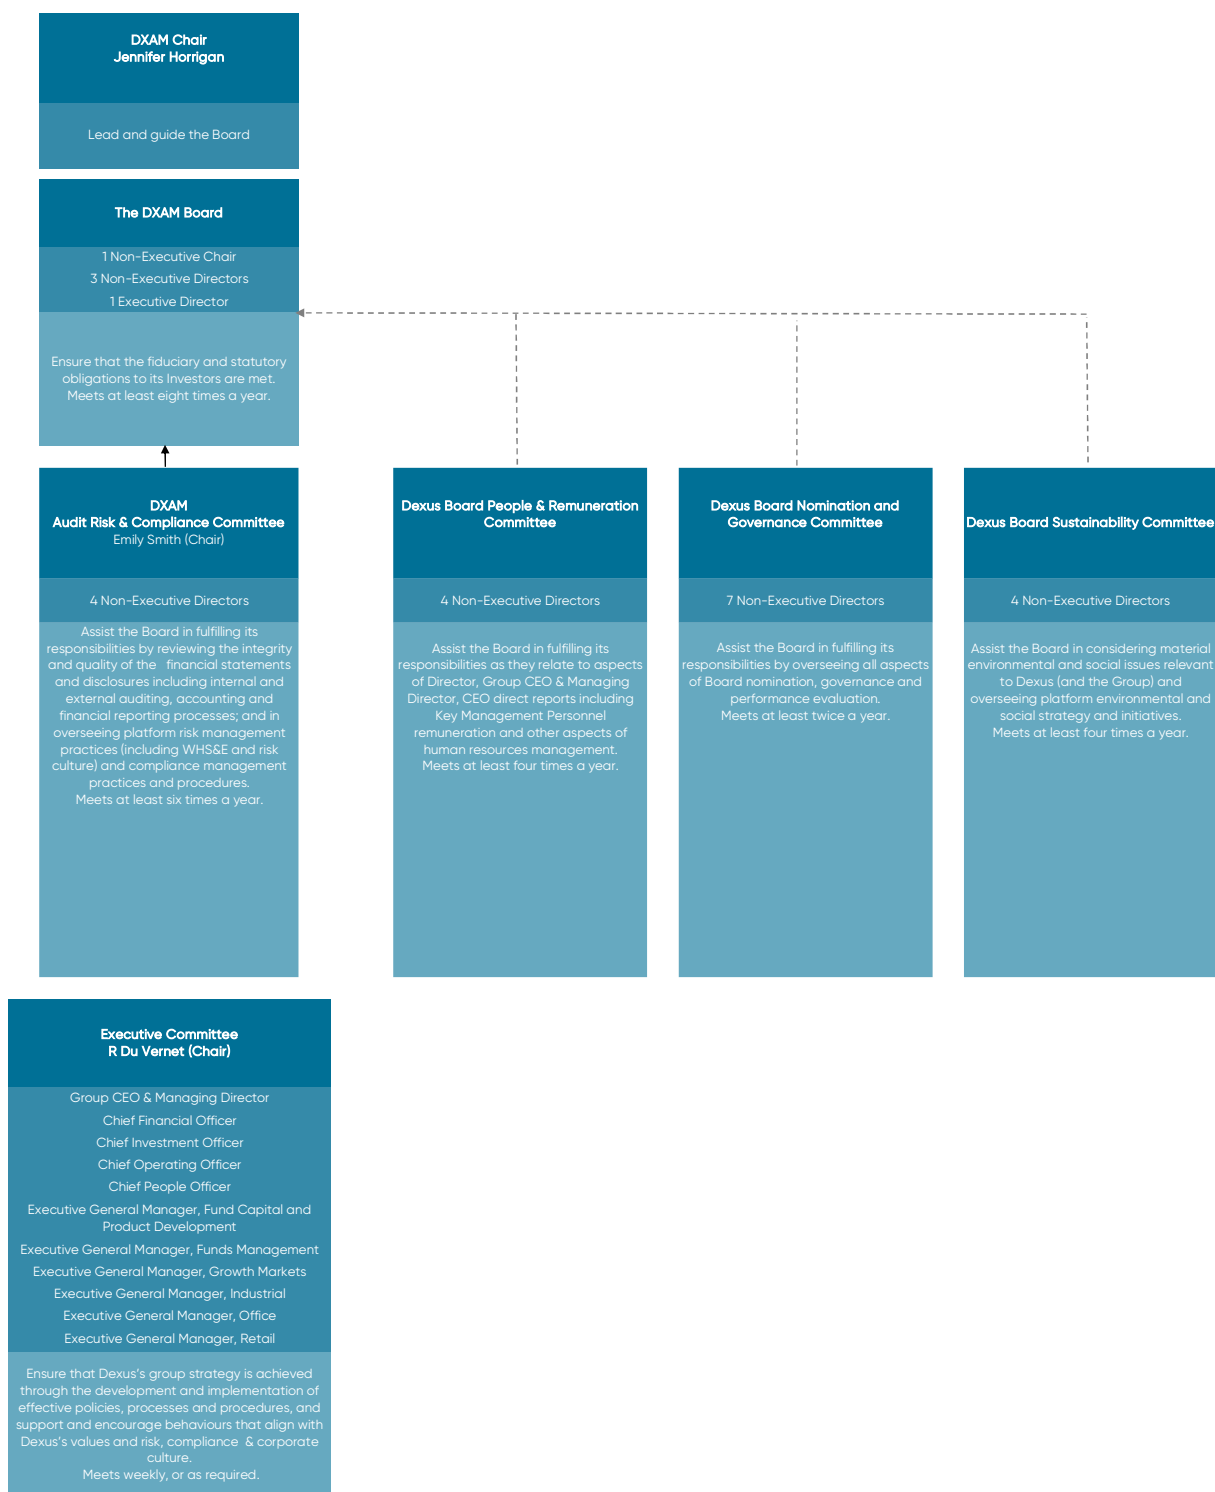 DXAM Chair
Jennifer Horrigan
Lead and guide the Board
The DXAM Board
1 Non-Executive Chair
3 Non-Executive Directors
1 Executive Director
Ensure that the fiduciary and statutory
obligations to its Investors are met.
Meets at least eight times a year.
DXAM
Audit Risk & Compliance Committee
Emily Smith (Chair)
4 Non-Executive Directors
Assist the Board in fulfilling its
responsibilities by reviewing the integrity
and quality of the financial statements
and disclosures including internal and
external auditing, accounting and
financial reporting processes; and in
overseeing platform risk management
practices (including WHS&E and risk
culture) and compliance management
practices and procedures.
Meets at least six times a year.
Dexus Board People & Remuneration
Committee
4 Non-Executive Directors
Assist the Board in fulfilling its
responsibilities as they relate to aspects
of Director, Group CEO & Managing
Director, CEO direct reports including
Key Management Personnel
remuneration and other aspects of
human resources management.
Meets at least four times a year.
Dexus Board Nomination and
Governance Committee
7 Non-Executive Directors
Assist the Board in fulfilling its
responsibilities by overseeing all aspects
of Board nomination, governance and
performance evaluation.
Meets at least twice a year.
Dexus Board Sustainability Committee
4 Non-Executive Directors
Assist the Board in considering material
environmental and social issues relevant
to Dexus (and the Group) and
overseeing platform environmental and
social strategy and initiatives.
Meets at least four times a year.
Executive Committee
R Du Vernet (Chair)
Group CEO & Managing Director
Chief Financial Officer
Chief Investment Officer
Chief Operating Officer
Chief People Officer
Executive General Manager, Fund Capital and
Product Development
Executive General Manager, Funds Management
Executive General Manager, Growth Markets
Executive General Manager, Industrial
Executive General Manager, Office
Executive General Manager, Retail
Ensure that Dexus's group strategy is achieved
through the development and implementation of
effective policies, processes and procedures, and
support and encourage behaviours that align with
Dexus's values and risk, compliance & corporate
culture.
Meets weekly, or as required.